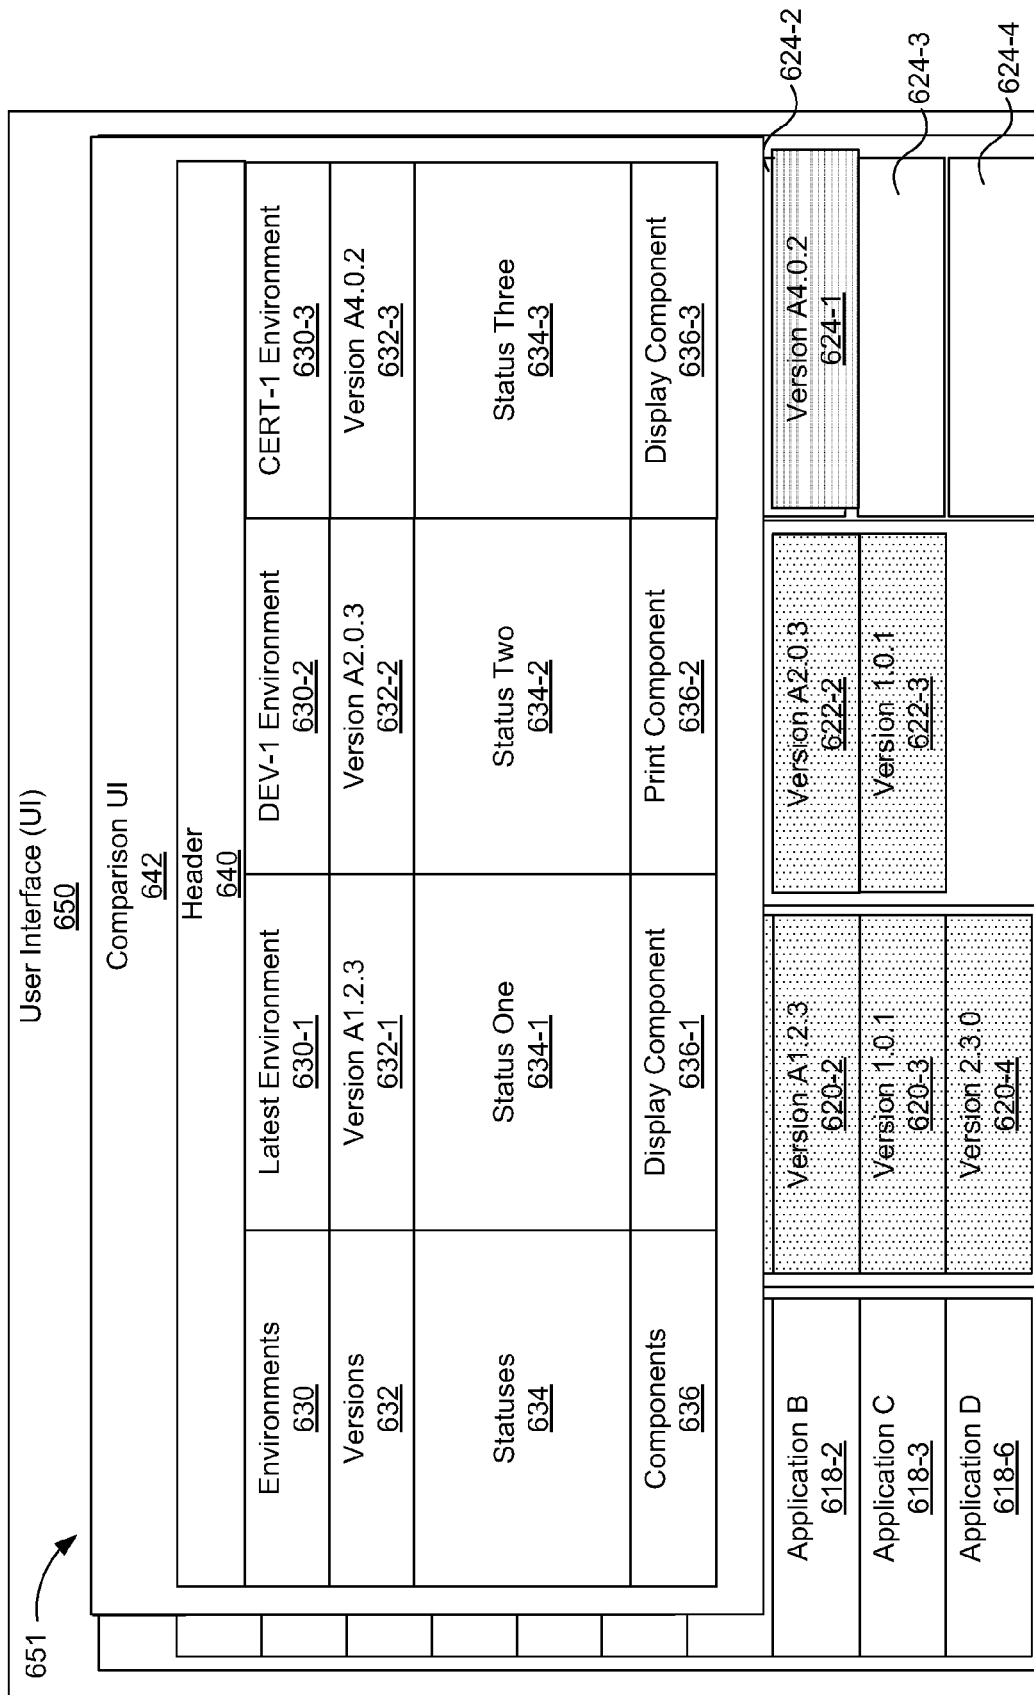 651
User Interface (UI)
650
Comparison UI
642
Header
640
Environments
630
Latest Environment
630-1
DEV-1 Environment
630-2
CERT-1 Environment
630-3
Versions
632
Version A1.2.3
632-1
Version A2.0.3
632-2
Version A4.0.2
632-3
Statuses
634
Status One
634-1
Status Two
634-2
Status Three
634-3
Components
636
Display Component
636-1
Print Component
636-2
Display Component
636-3
624-2
Application B
618-2
Version A1.2.3
620-2
Version A2.0.3
622-2
Version A4.0.2
624-1
Application C
618-3
Version 1.0.1
620-3
Version 1.0.1
622-3
624-3
Application D
618-6
Version 2.3.0
620-4
624-4